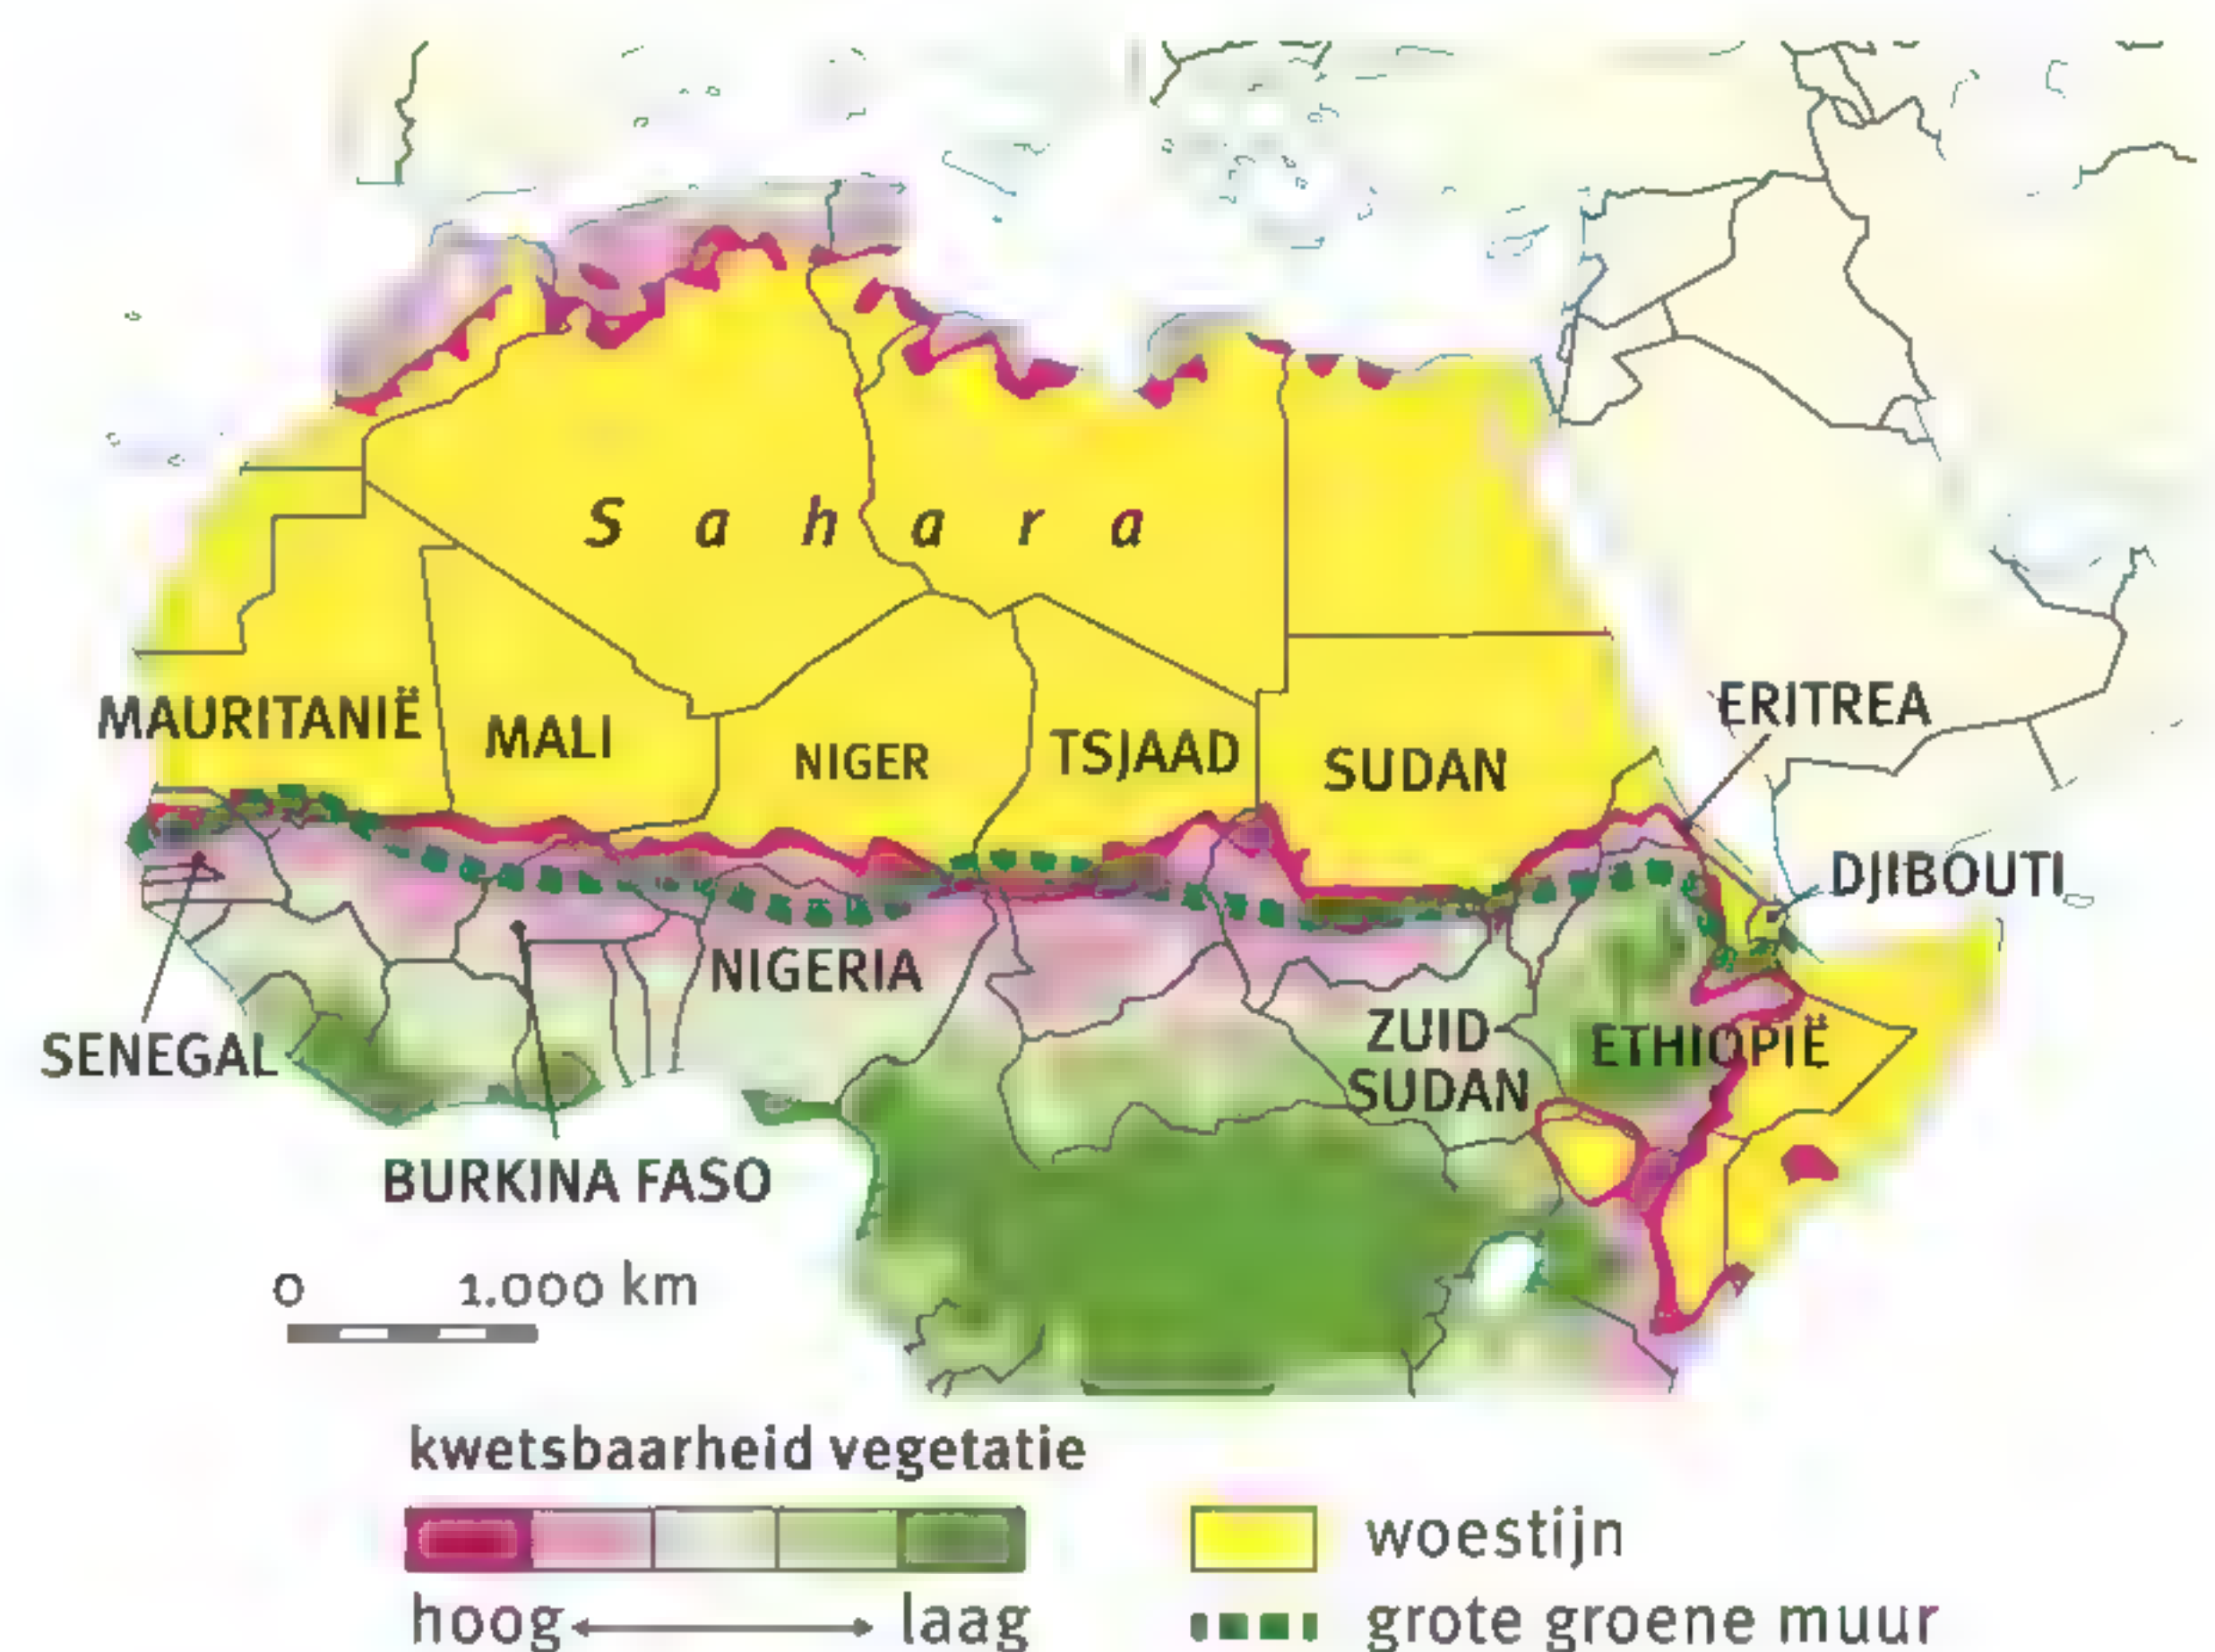 Sahara
MAURITANIË
MALI
NIGER
TSJAAD
SUDAN
ERITREA
DJIBOUTI
NIGERIA
SENEGAL
ZUID
SUDAN
ETHIOPIË
BURKINA FASO
0 1.000 km
kwetsbaarheid vegetatie
hoog laag
woestijn
grote groene muur